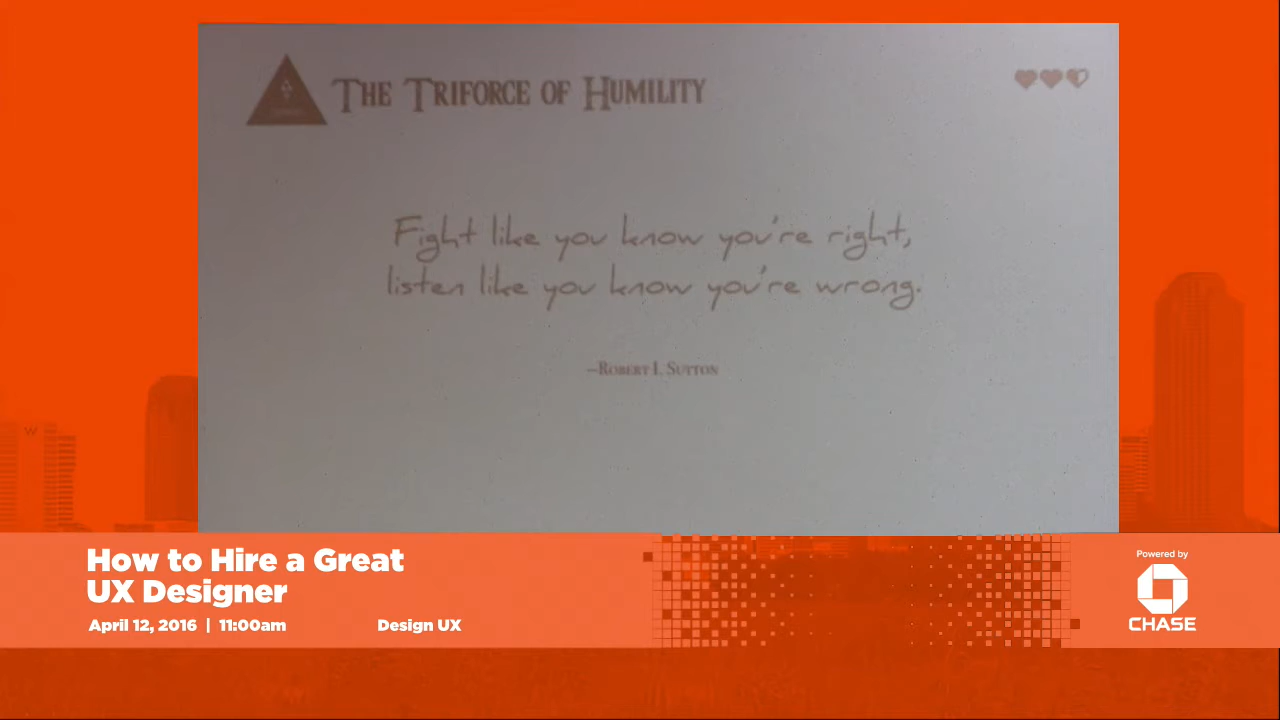 The Triforce of Humility
Fight like you know you're right,
listen like you know you're wrong.
—Robert I. Sutton
W
How to Hire a Great
UX Designer
April 12, 2016 | 11:00am
Design UX
Powered by
CHASE